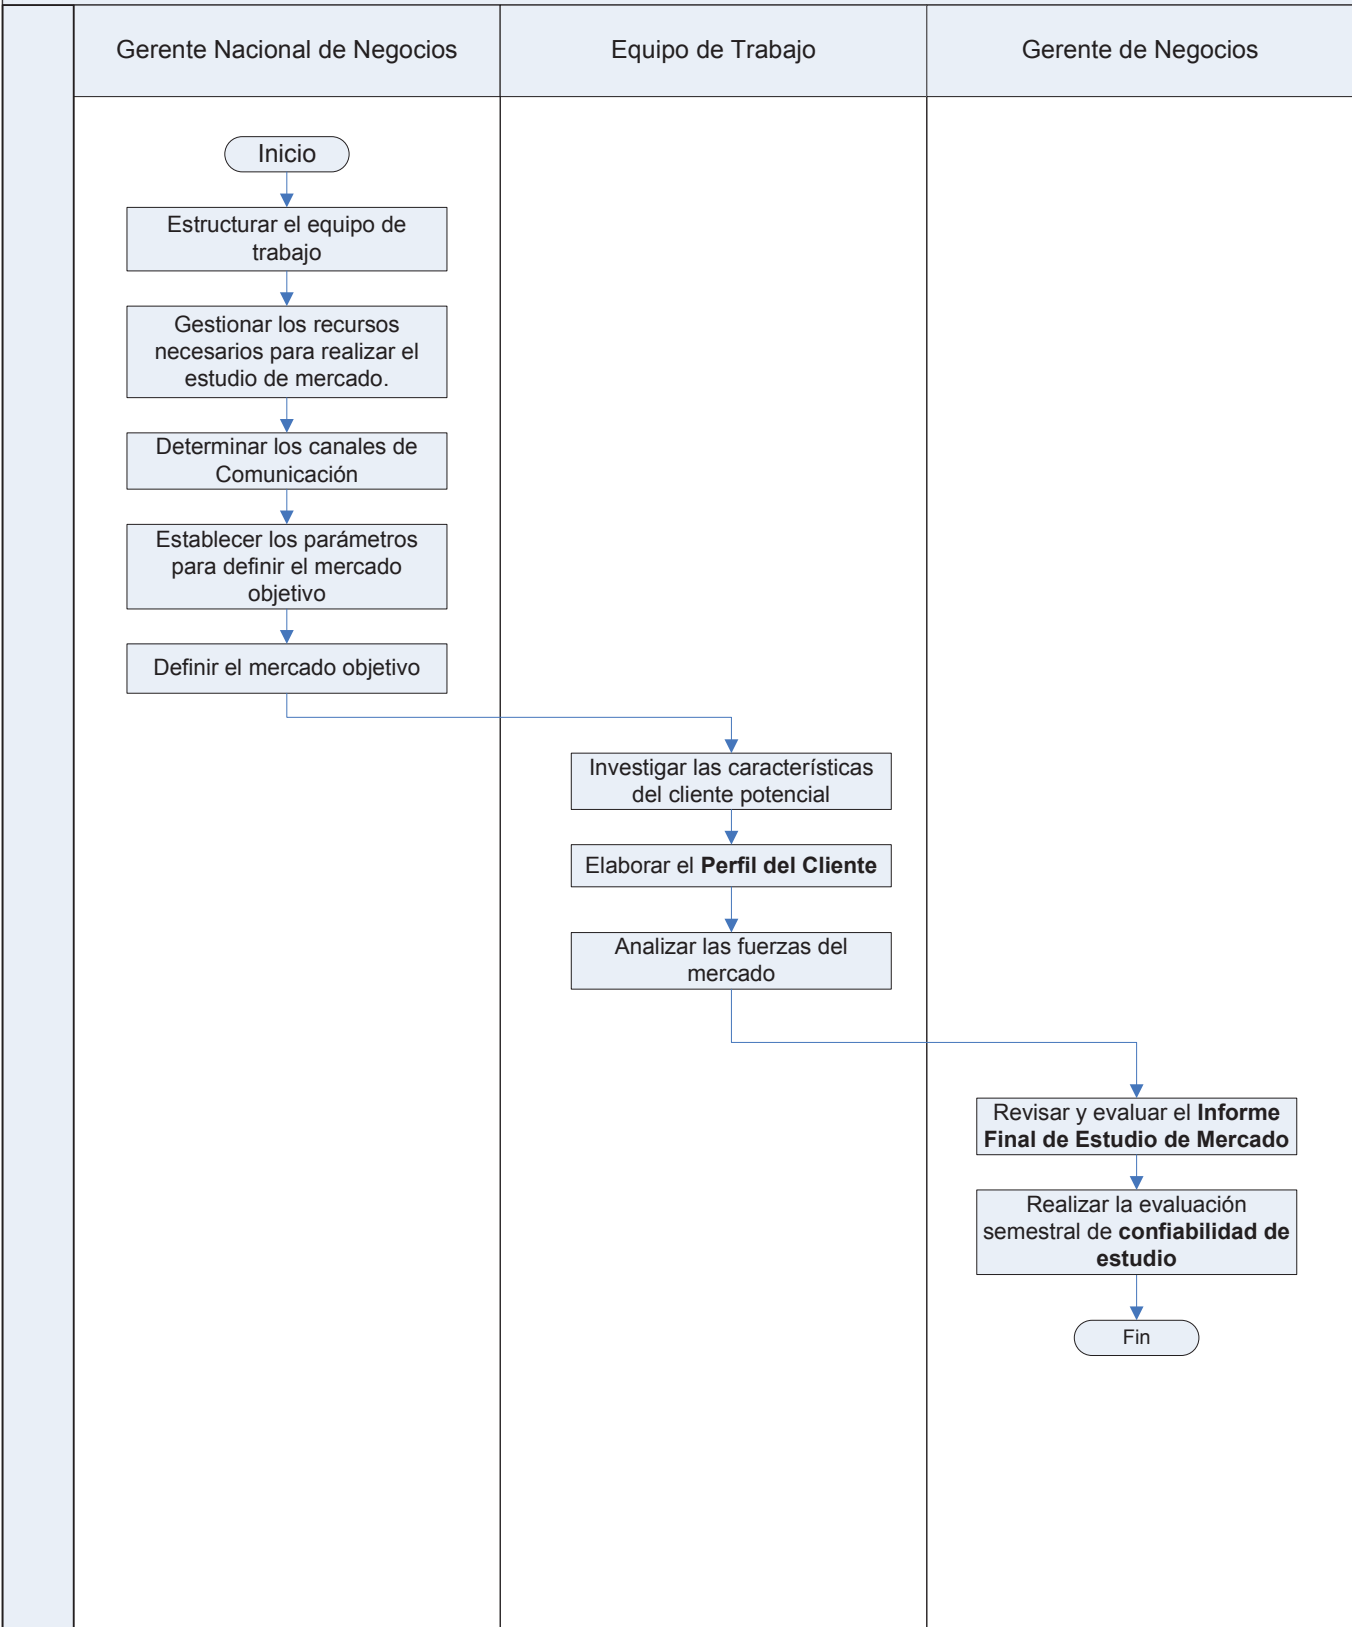 Gerente Nacional de Negocios
Equipo de Trabajo
Gerente de Negocios
Inicio
Estructurar el equipo de
trabajo
Gestionar los recursos
necesarios para realizar el
estudio de mercado.
Determinar los canales de
Comunicación
Establecer los parámetros
para definir el mercado
objetivo
Definir el mercado objetivo
Investigar las características
del cliente potencial
Elaborar el Perfil del Cliente
Analizar las fuerzas del
mercado
Revisar y evaluar el Informe
Final de Estudio de Mercado
Realizar la evaluación
semestral de confiabilidad de
estudio
Fin